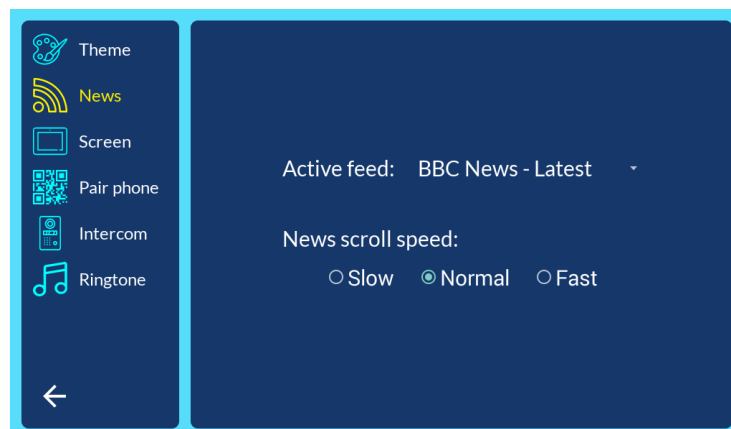 Theme
News
Screen
Pair phone
Intercom
Ringtone
Active feed: BBC News - Latest
News scroll speed:
Slow Normal Fast